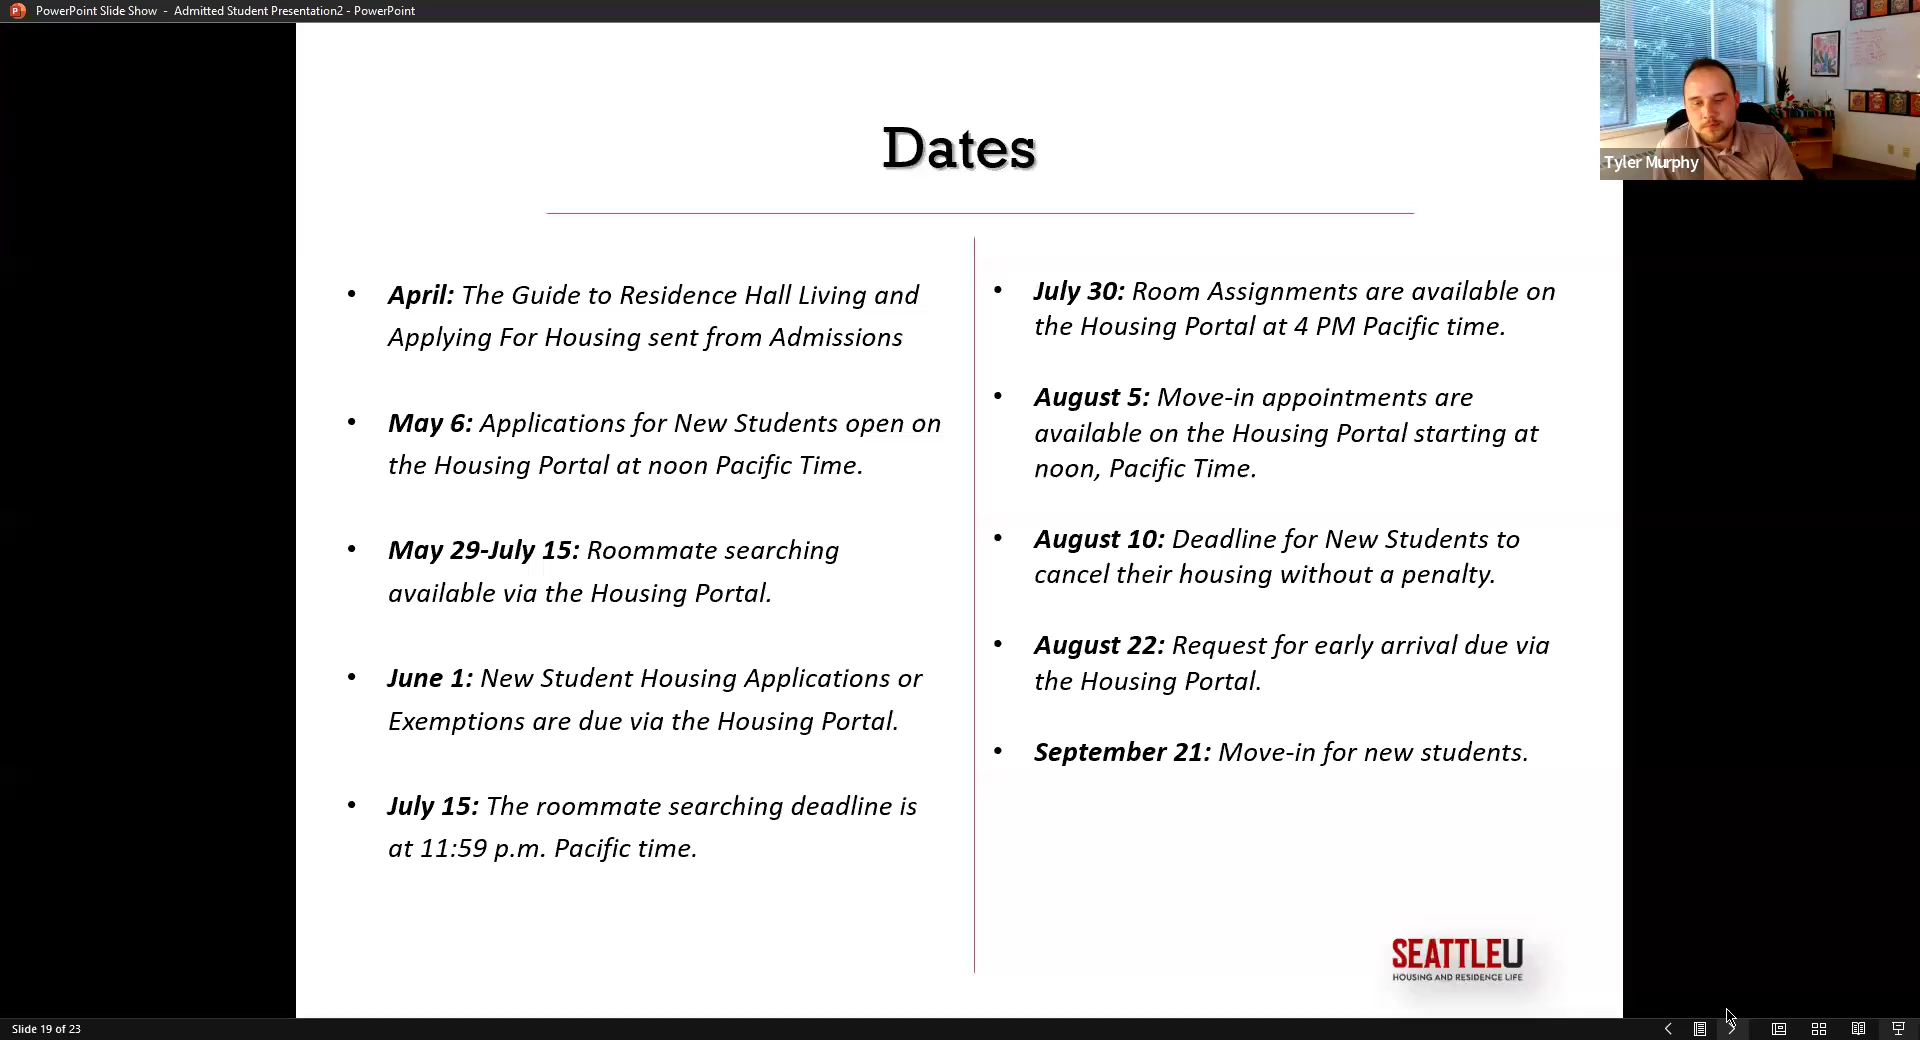 PowerPoint Slide Show - Admitted Student Presentation2 - PowerPoint
Tyler Murphy
Dates
April: The Guide to Residence Hall Living and
Applying For Housing sent from Admissions
May 6: Applications for New Students open on
the Housing Portal at noon Pacific Time.
May 29-July 15: Roommate searching
available via the Housing Portal.
June 1: New Student Housing Applications or
Exemptions are due via the Housing Portal.
July 15: The roommate searching deadline is
at 11:59 p.m. Pacific time.
July 30: Room Assignments are available on
the Housing Portal at 4 PM Pacific time.
August 5: Move-in appointments are
available on the Housing Portal starting at
noon, Pacific Time.
August 10: Deadline for New Students to
cancel their housing without a penalty.
August 22: Request for early arrival due via
the Housing Portal.
September 21: Move-in for new students.
SEATTLEU
HOUSING AND RESIDENCE LIFE
Slide 19 of 23